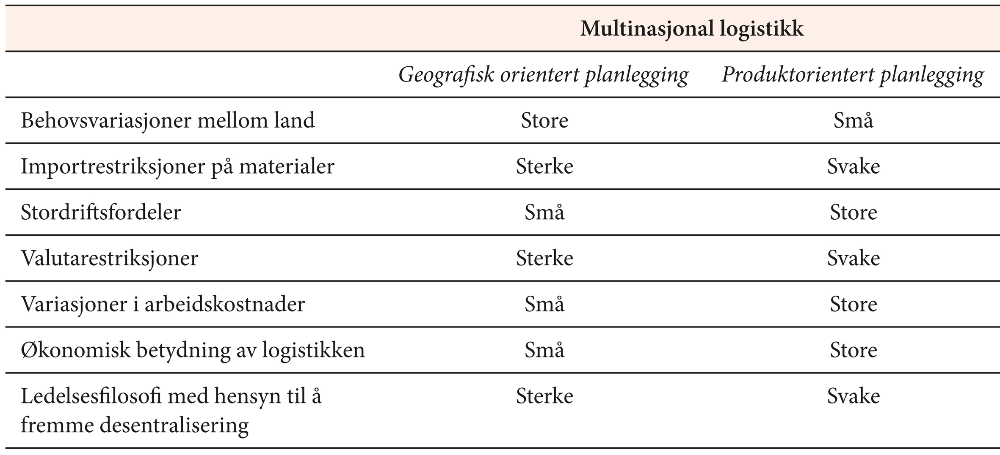 Multinasjonal logistikk
Geografisk orientert planlegging Produktorientert planlegging
Behovsvariasjoner mellom land Store Små
Importrestriksjoner på materialer Sterke Svake
Stordriftsfordeler Små Store
Valutarestriksjoner Sterke Svake
Variasjoner i arbeidskostnader Små Store
Økonomisk betydning av logistikken Små Store
Ledelsesfilosofi med hensyn til å Sterke Svake
fremme desentralisering